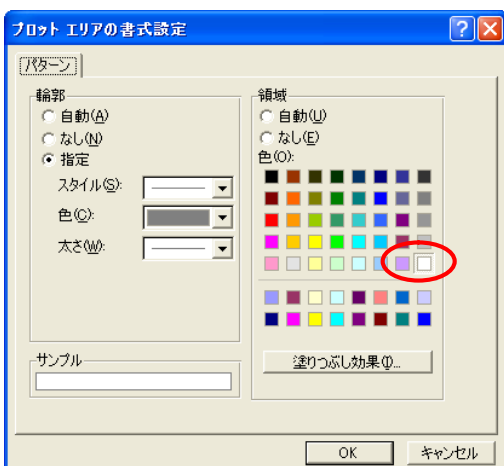 プロット エリアの書式設定
パターン
輪郭
自動(A)
なし(N)
指定
スタイル(S):
色(C):
太さ(W):
サンプル
領域
自動(U)
なし(E)
色(O):
塗りつぶし効果(I)...
OK
キャンセル